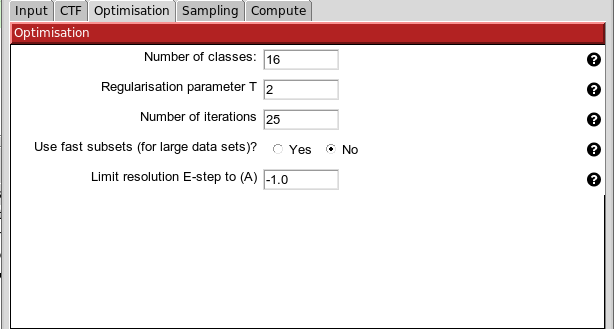 Input CTF Optimisation Sampling Compute
Optimisation
Number of classes: 16 ?
Regularisation parameter T 2 ?
Number of iterations 25 ?
Use fast subsets (for large data sets)? Yes No ?
Limit resolution E-step to (A) -1.0 ?